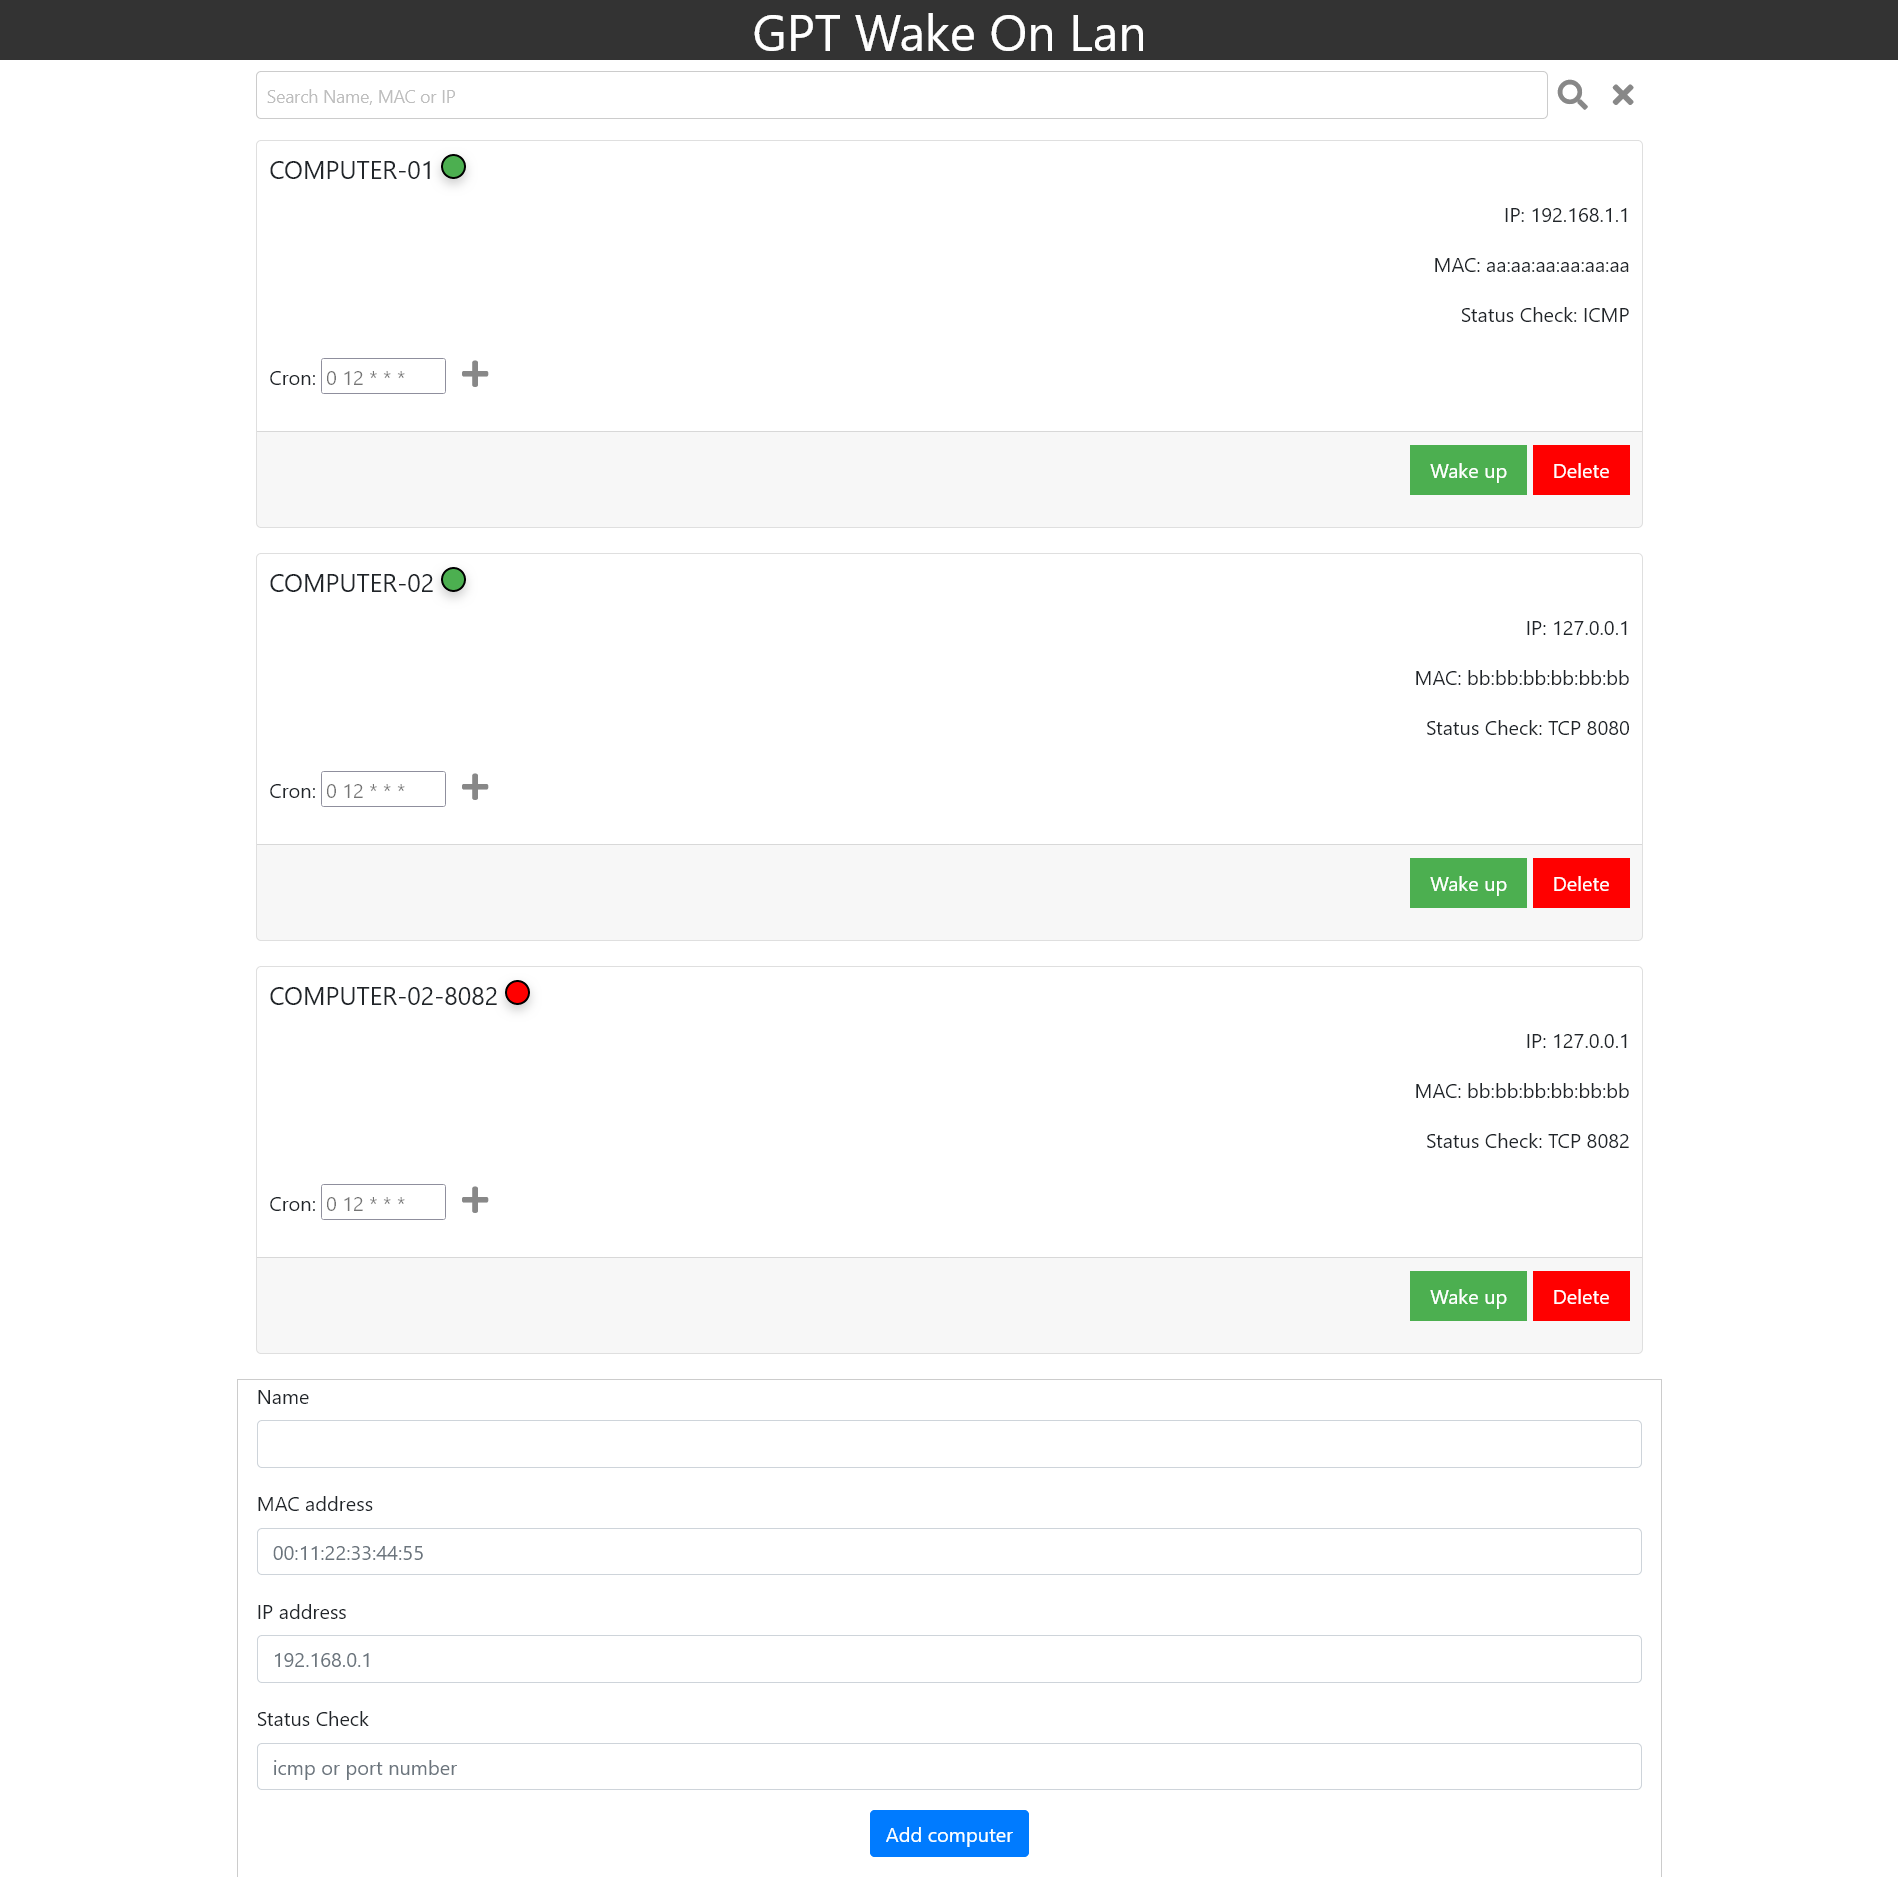 GPT Wake On Lan
Search Name, MAC or IP
COMPUTER-01
IP: 192.168.1.1
MAC: aa:aa:aa:aa:aa:aa
Status Check: ICMP
Cron: 0 12 * * *
Wake up Delete
COMPUTER-02
IP: 127.0.0.1
MAC: bb:bb:bb:bb:bb:bb
Status Check: TCP 8080
Cron: 0 12 * * *
Wake up Delete
COMPUTER-02-8082
IP: 127.0.0.1
MAC: bb:bb:bb:bb:bb:bb
Status Check: TCP 8082
Cron: 0 12 * * *
Wake up Delete
Name
MAC address
00:11:22:33:44:55
IP address
192.168.0.1
Status Check
icmp or port number
Add computer